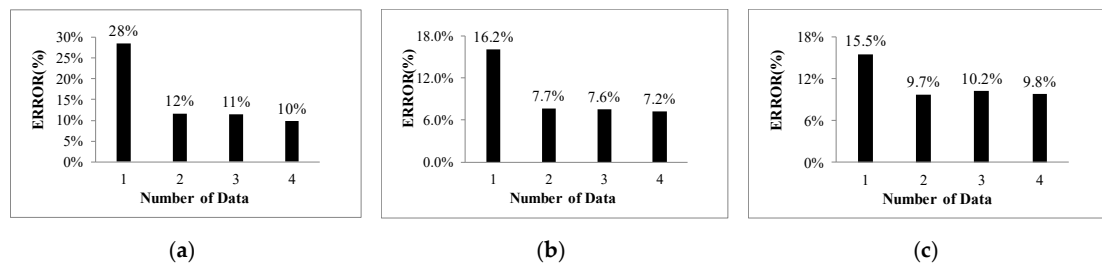 28%
30%
25%
20%
15%
10%
5%
0%
ERROR(%)
12%
11%
10%
1 2 3 4
Number of Data
(a)
16.2%
18.0%
12.0%
6.0%
0.0%
ERROR(%)
7.7%
7.6%
7.2%
1 2 3 4
Number of Data
(b)
15.5%
18%
12%
6%
0%
ERROR(%)
9.7%
10.2%
9.8%
1 2 3 4
Number of Data
(c)